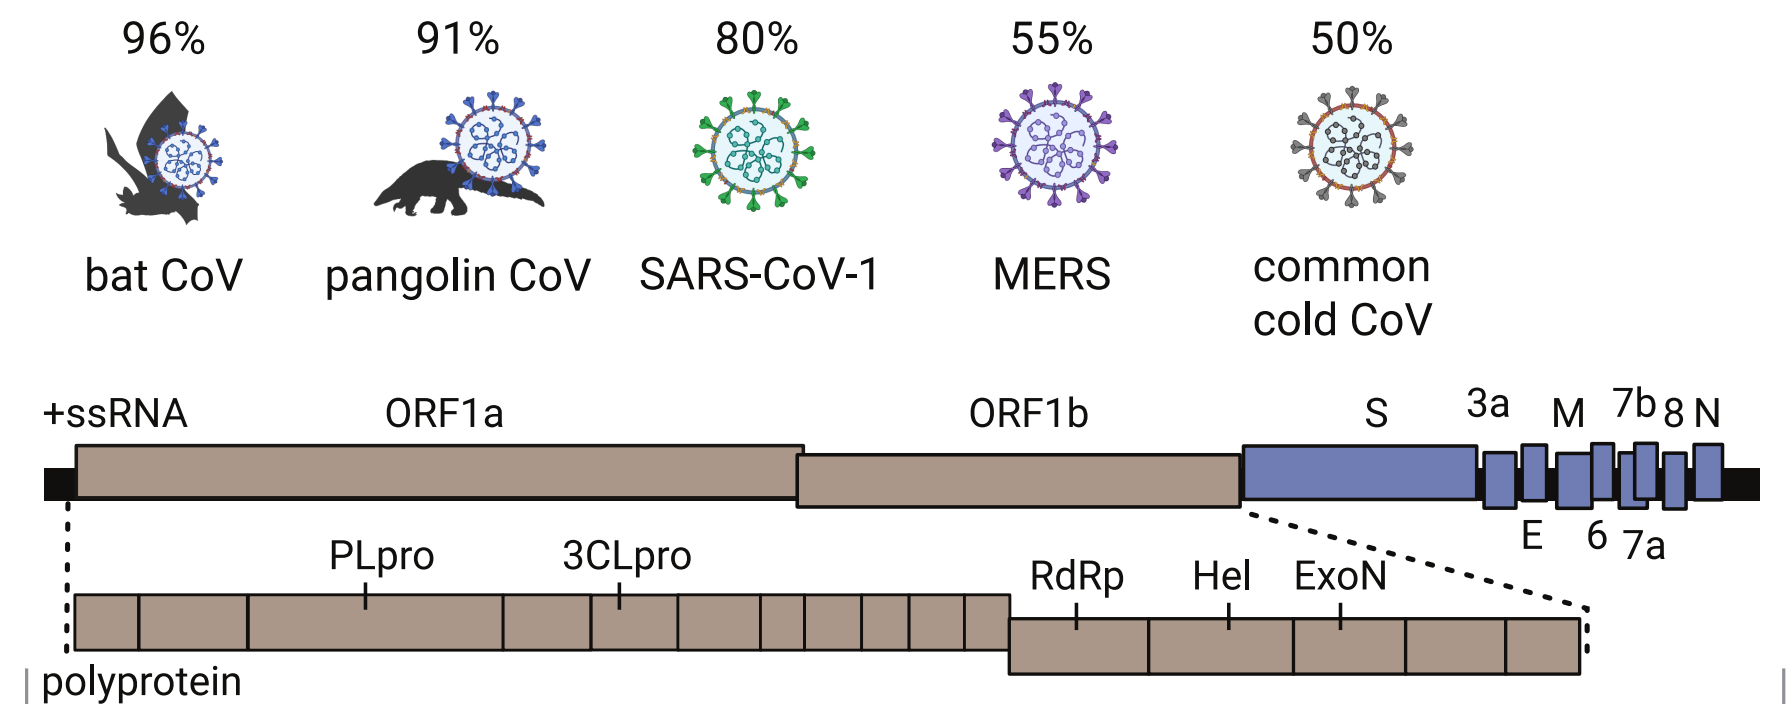 96% 91% 80% 55% 50%
bat CoV pangolin CoV SARS-CoV-1 MERS common
cold CoV
+ssRNA ORF1a ORF1b S 3a M 7b 8 N
E 6 7a
PLpro 3CLpro RdRp Hel ExoN
polyprotein